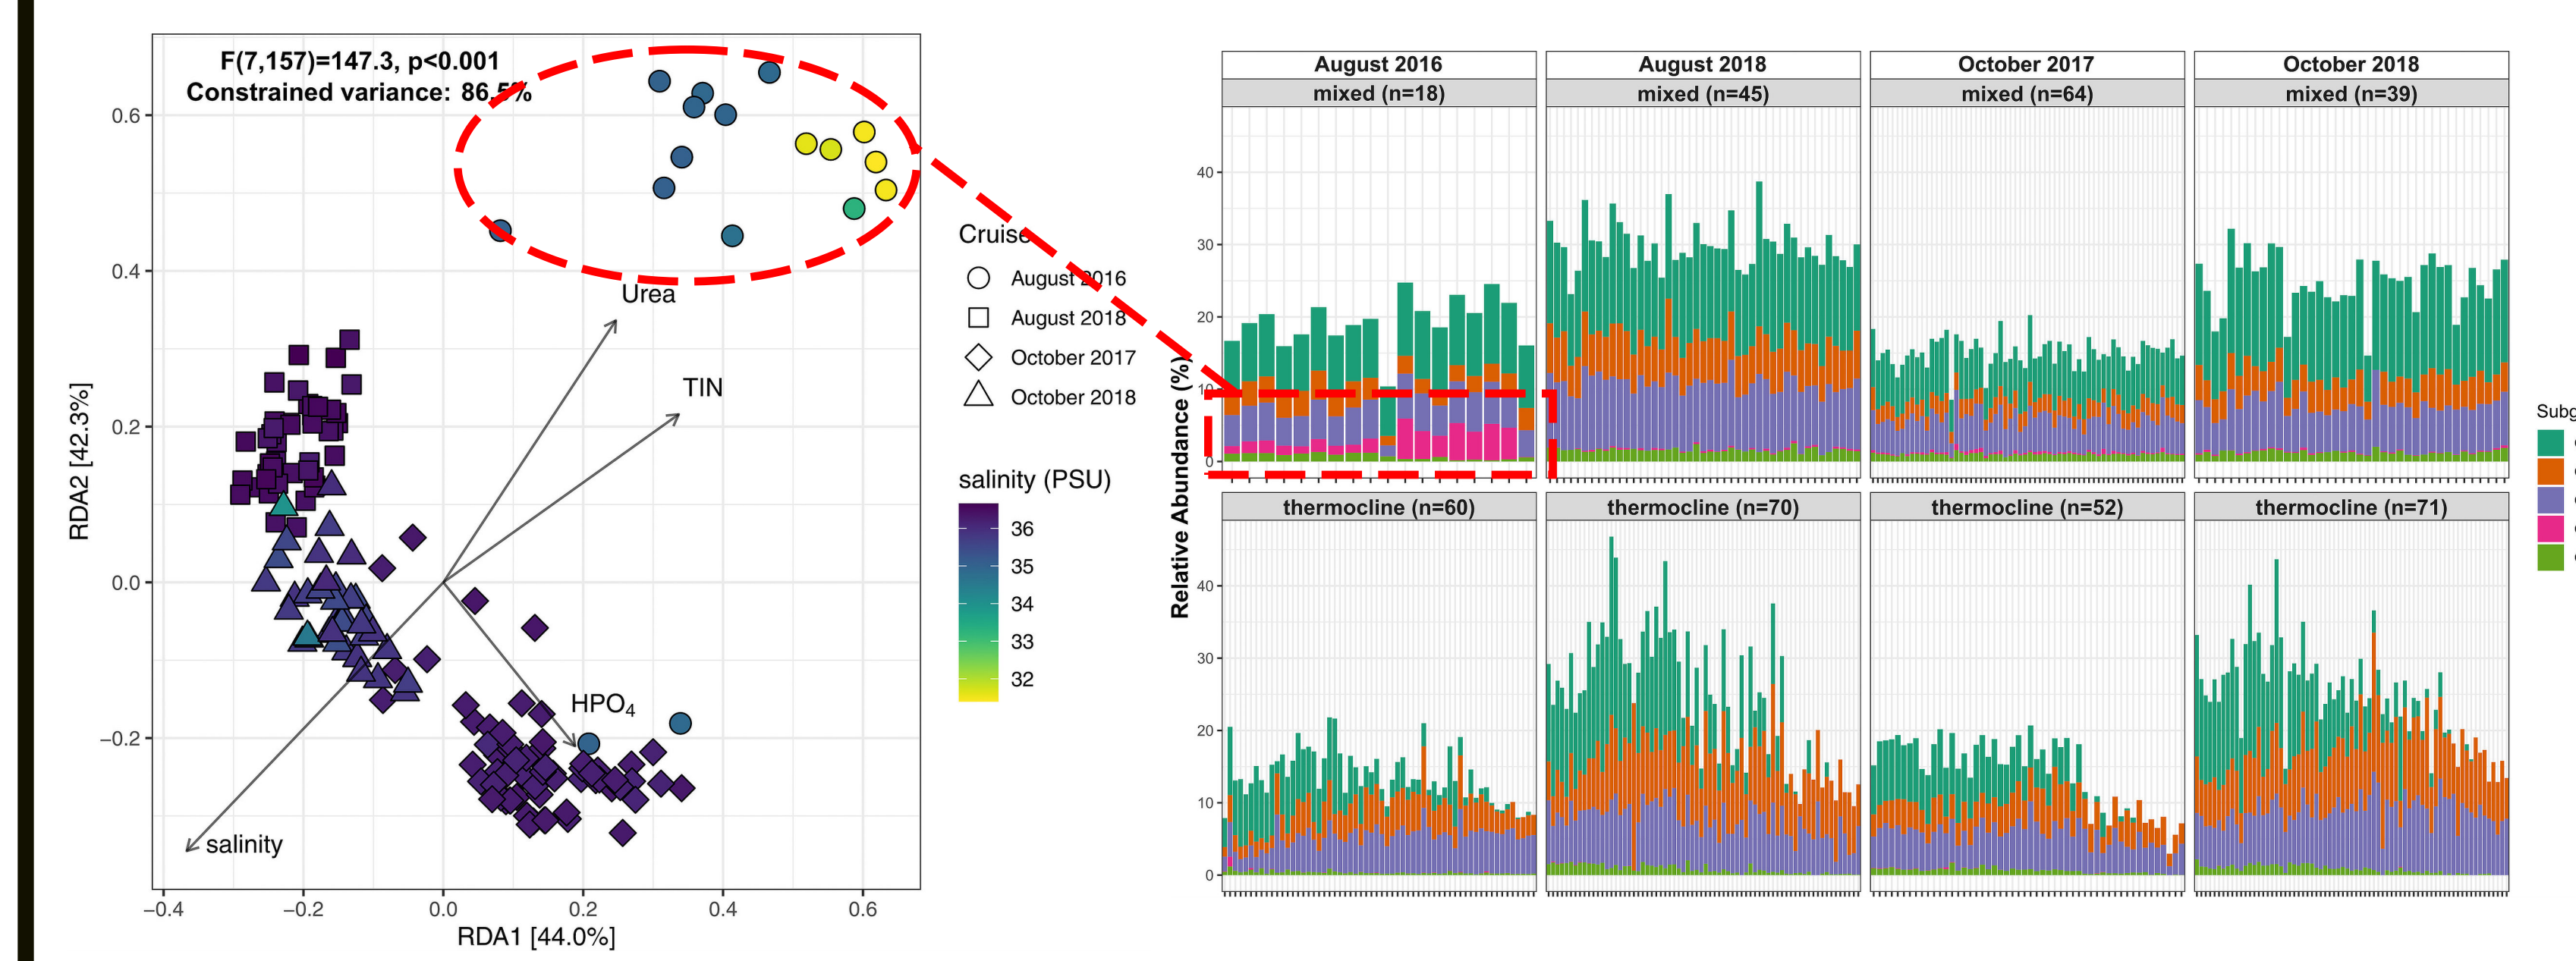 F(7,157)=147.3, p<0.001
Constrained variance: 86.5%
RDA2 [42.3%]
0.6
0.4
0.2
0.0
−0.2
−0.4
−0.2
0.0
0.2
0.4
0.6
RDA1 [44.0%]
Urea
TIN
HPO4
salinity
Cruise
August 2016
August 2018
October 2017
October 2018
salinity (PSU)
36
35
34
33
32
Relative Abundance (%)
August 2016
August 2018
October 2017
October 2018
mixed (n=18)
mixed (n=45)
mixed (n=64)
mixed (n=39)
40
30
20
10
0
thermocline (n=60)
thermocline (n=70)
thermocline (n=52)
thermocline (n=71)
40
30
20
10
0